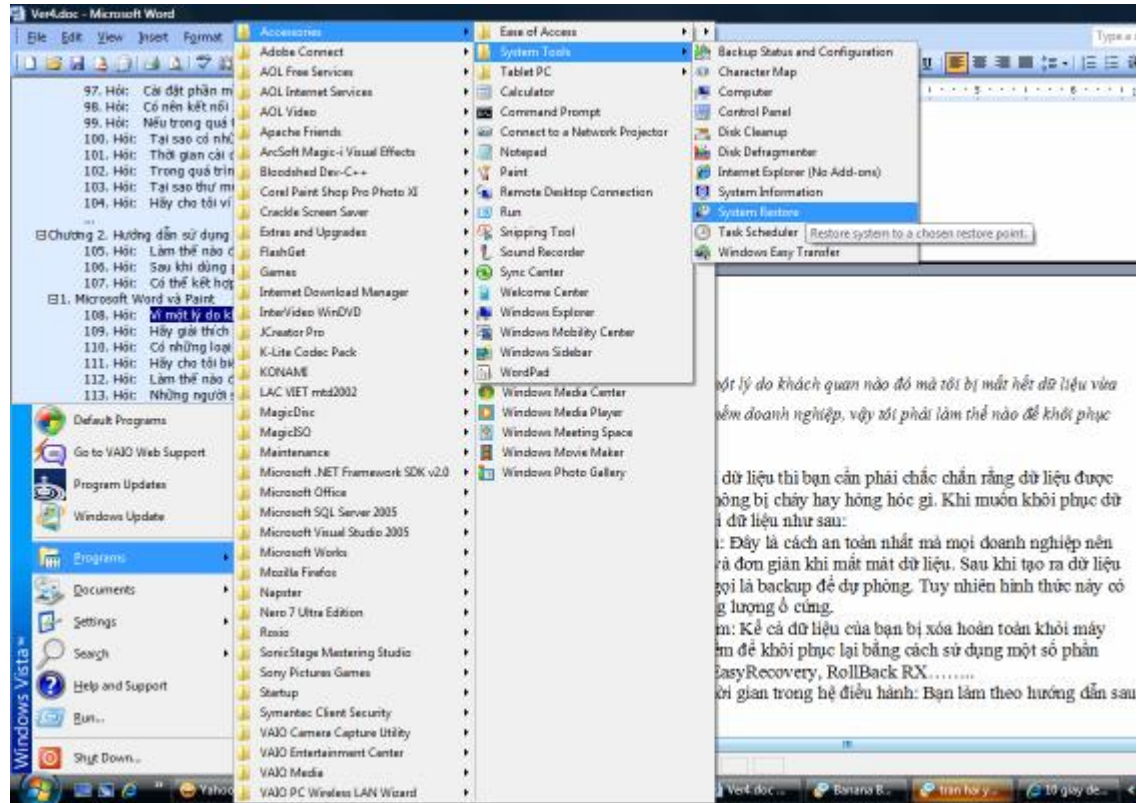 Ver4.doc - Microsoft Word
File Edit View Insert Format
Type a
97. Hỏi: Cài đặt phần m
98. Hỏi: Có nên kết nối
99. Hỏi: Nếu trong quá t
100. Hỏi: Tại sao có nhữ
101. Hỏi: Thời gian cài
102. Hỏi: Trong quá trìn
103. Hỏi: Tại sao thư m
104. Hỏi: Hãy cho tôi ví
...
Chương 2. Hướng dẫn sử dụng
105. Hỏi: Làm thế nào
106. Hỏi: Sau khi dùng
107. Hỏi: Có thể kết hợp
1. Microsoft Word và Paint
108. Hỏi: Vì một lý do k
109. Hỏi: Hãy giải thích
110. Hỏi: Có những loại
111. Hỏi: Hãy cho tôi biế
112. Hỏi: Làm thế nào
113. Hỏi: Những người
Default Programs
Go to VAIO Web Support
Program Updates
Windows Update
Programs
Documents
Settings
Search
Help and Support
Run...
Shut Down...
Windows Vista™
Accessories
Adobe Connect
AOL Free Services
AOL Internet Services
AOL Video
Apache Friends
ArcSoft Magic-i Visual Effects
Bloodshed Dev-C++
Corel Paint Shop Pro Photo XI
Crackle Screen Saver
Extras and Upgrades
FlashGet
Games
Internet Download Manager
InterVideo WinDVD
JCreator Pro
K-Lite Codec Pack
KONAMI
LAC VIET mtd2002
MagicDisc
MagicISO
Maintenance
Microsoft .NET Framework SDK v2.0
Microsoft Office
Microsoft SQL Server 2005
Microsoft Visual Studio 2005
Microsoft Works
Mozilla Firefox
Napster
Nero 7 Ultra Edition
Roxio
SonicStage Mastering Studio
Sony Pictures Games
Startup
Symantec Client Security
VAIO Camera Capture Utility
VAIO Entertainment Center
VAIO Media
VAIO PC Wireless LAN Wizard
Ease of Access
System Tools
Tablet PC
Calculator
Command Prompt
Connect to a Network Projector
Notepad
Paint
Remote Desktop Connection
Run
Snipping Tool
Sound Recorder
Sync Center
Welcome Center
Windows Explorer
Windows Mobility Center
Windows Sidebar
WordPad
Windows Media Center
Windows Media Player
Windows Meeting Space
Windows Movie Maker
Windows Photo Gallery
Backup Status and Configuration
Character Map
Computer
Control Panel
Disk Cleanup
Disk Defragmenter
Internet Explorer (No Add-ons)
System Information
System Restore
Task Scheduler
Restore system to a chosen restore point.
Windows Easy Transfer
ột lý do khách quan nào đó mà tôi bị mất hết dữ liệu vừa
ềm doanh nghiệp, vậy tôi phải làm thế nào để khôi phục
dữ liệu thì bạn cần phải chắc chắn rằng dữ liệu được
hông bị cháy hay hỏng hóc gì. Khi muốn khôi phục dữ
i dữ liệu như sau:
: Đây là cách an toàn nhất mà mọi doanh nghiệp nên
và đơn giản khi mất mát dữ liệu. Sau khi tạo ra dữ liệu
gọi là backup để dự phòng. Tuy nhiên hình thức này có
g lượng ổ cứng.
m: Kể cả dữ liệu của bạn bị xóa hoàn toàn khỏi máy
ềm để khôi phục lại bằng cách sử dụng một số phần
EasyRecovery, RollBack RX........
ời gian trong hệ điều hành: Bạn làm theo hướng dẫn sau
Yahoo
Ver4.doc ...
Banana B...
tran hai y...
10 giay de...